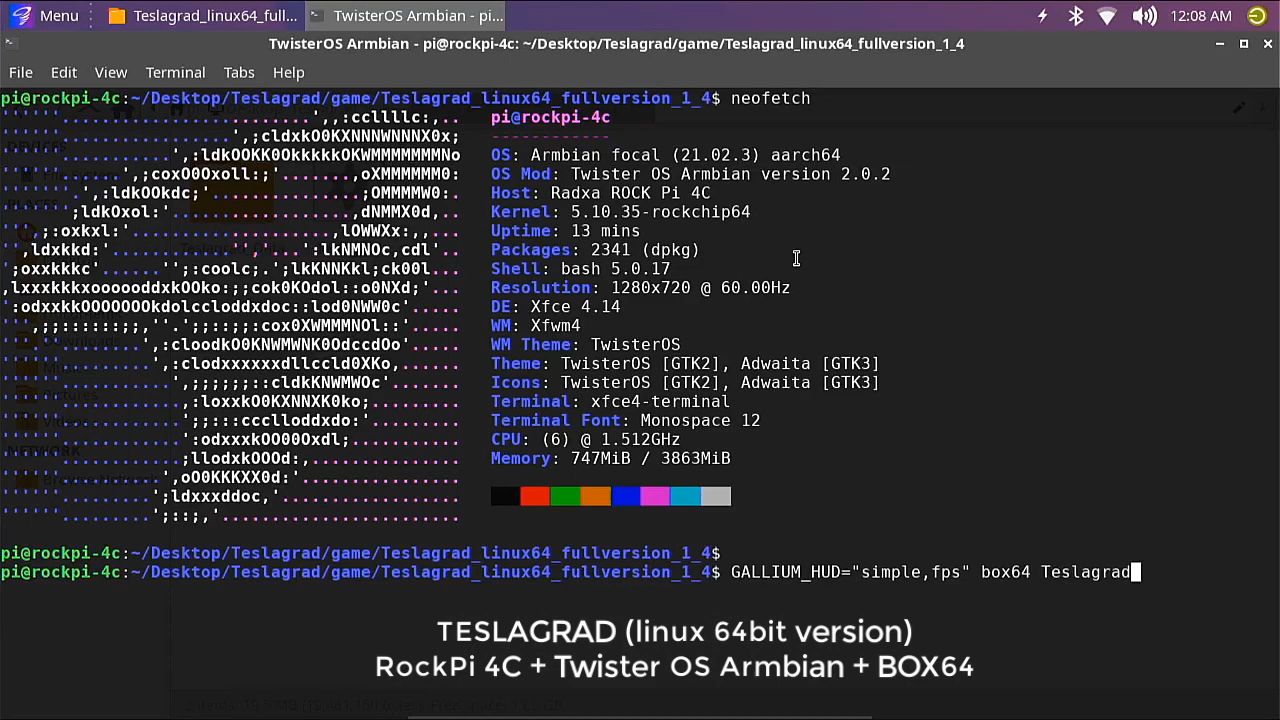 Menu Teslagrad_linux64_full... TwisterOS Armbian - pi... 12:08 AM
TwisterOS Armbian - pi@rockpi-4c: ~/Desktop/Teslagrad/game/Teslagrad_linux64_fullversion_1_4
File Edit View Terminal Tabs Help
pi@rockpi-4c:~/Desktop/Teslagrad/game/Teslagrad_linux64_fullversion_1_4$ neofetch
pi@rockpi-4c
------------
OS: Armbian focal (21.02.3) aarch64
OS Mod: Twister OS Armbian version 2.0.2
Host: Radxa ROCK Pi 4C
Kernel: 5.10.35-rockchip64
Uptime: 13 mins
Packages: 2341 (dpkg)
Shell: bash 5.0.17
Resolution: 1280x720 @ 60.00Hz
DE: Xfce 4.14
WM: Xfwm4
WM Theme: TwisterOS
Theme: TwisterOS [GTK2], Adwaita [GTK3]
Icons: TwisterOS [GTK2], Adwaita [GTK3]
Terminal: xfce4-terminal
Terminal Font: Monospace 12
CPU: (6) @ 1.512GHz
Memory: 747MiB / 3863MiB
pi@rockpi-4c:~/Desktop/Teslagrad/game/Teslagrad_linux64_fullversion_1_4$
pi@rockpi-4c:~/Desktop/Teslagrad/game/Teslagrad_linux64_fullversion_1_4$ GALLIUM_HUD="simple,fps" box64 Teslagrad
TESLAGRAD (linux 64bit version)
RockPi 4C + Twister OS Armbian + BOX64